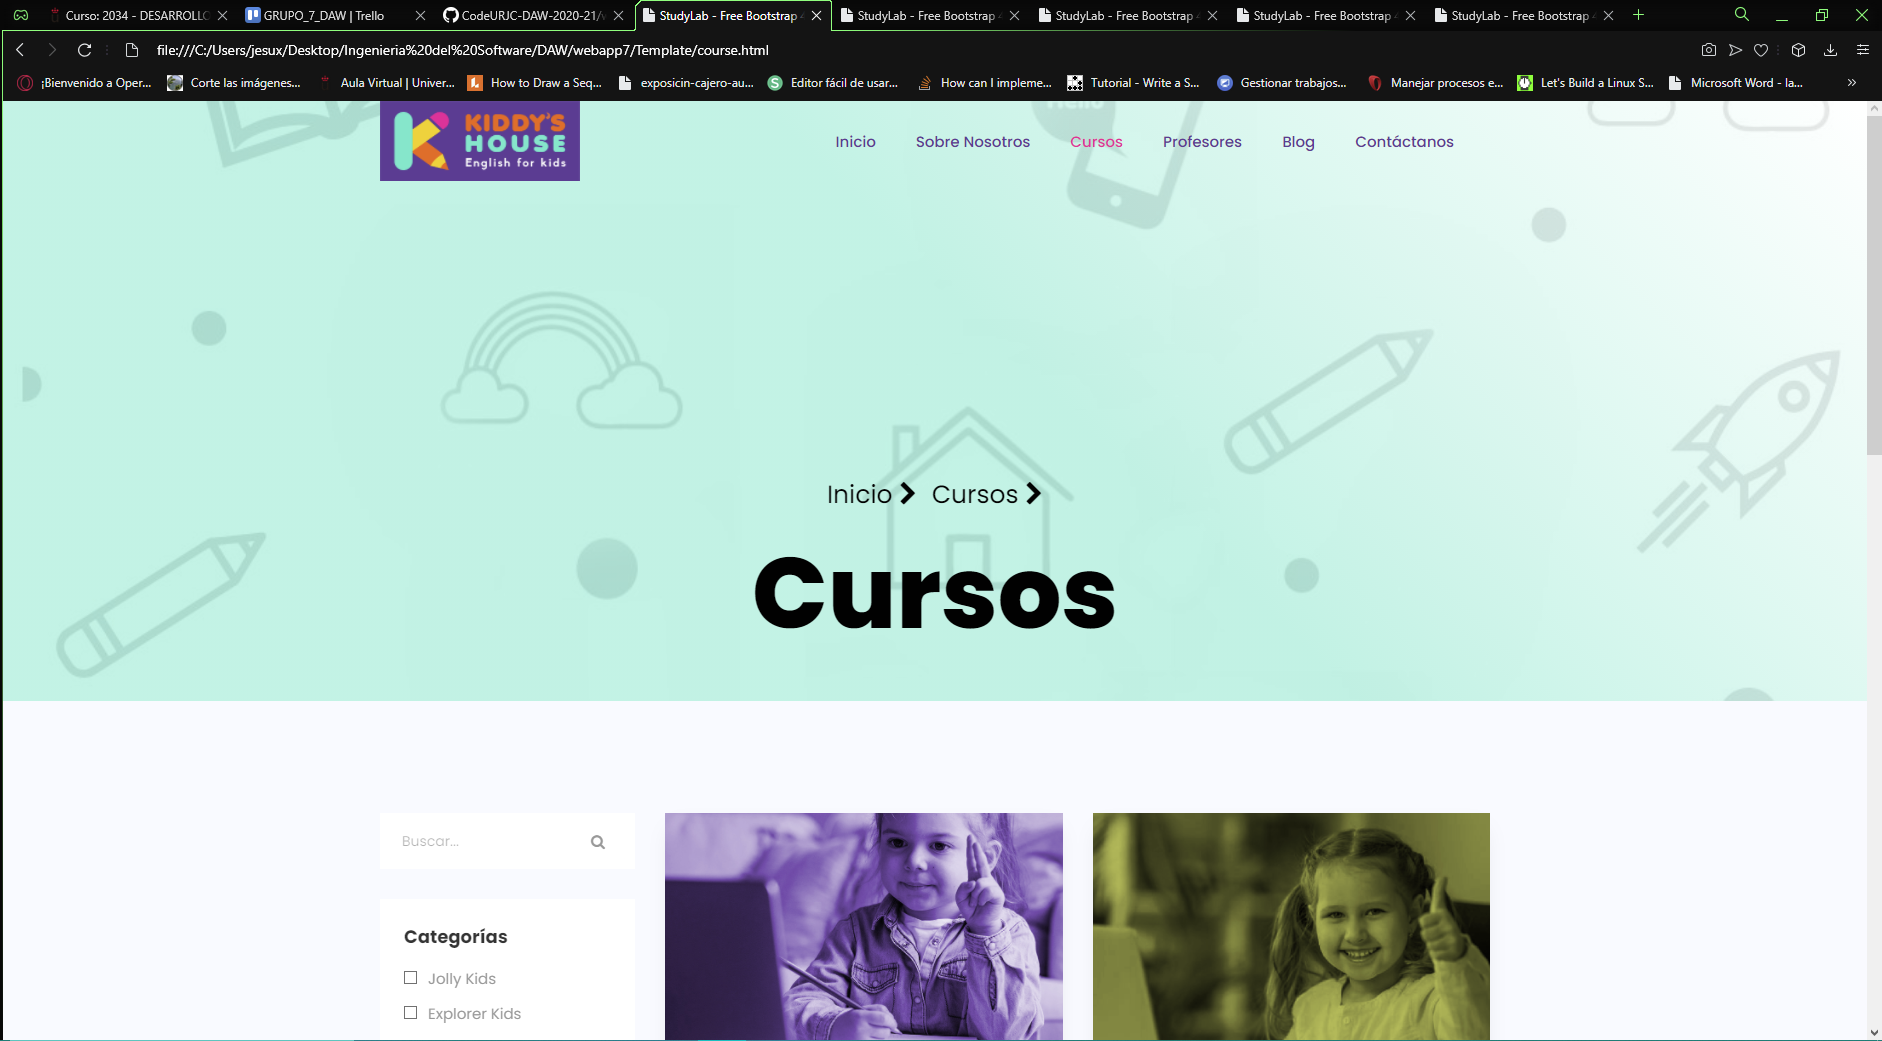 Curso: 2034 - DESARROLLO
GRUPO_7_DAW | Trello
CodeURJC-DAW-2020-21/
StudyLab - Free Bootstrap
StudyLab - Free Bootstrap
StudyLab - Free Bootstrap
StudyLab - Free Bootstrap
StudyLab - Free Bootstrap
file:///C:/Users/jesux/Desktop/Ingenieria%20del%20Software/DAW/webapp7/Template/course.html
¡Bienvenido a Oper...
Corte las imágenes...
Aula Virtual | Univer...
How to Draw a Seq...
exposicin-cajero-au...
Editor fácil de usar...
How can I impleme...
Tutorial - Write a S...
Gestionar trabajos...
Manejar procesos e...
Let's Build a Linux S...
Microsoft Word - la...
KIDDY'S
HOUSE
English for kids
Hello
Inicio
Sobre Nosotros
Cursos
Profesores
Blog
Contáctanos
Inicio
Cursos
Cursos
Buscar...
Categorías
Jolly Kids
Explorer Kids